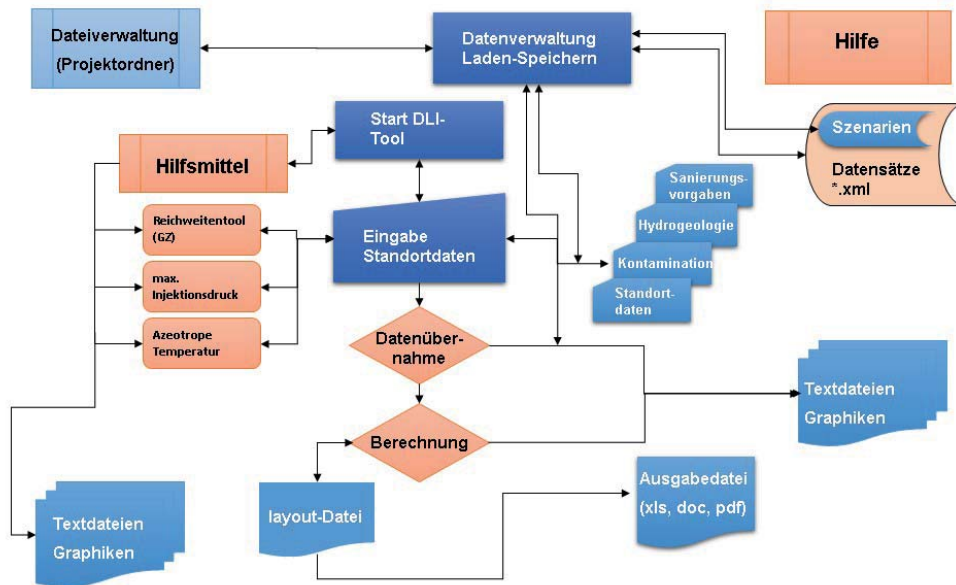 Dateiverwaltung
(Projektordner)
Datenverwaltung
Laden-Speichern
Hilfe
Start DLI-
Tool
Szenarien
Datensätze
*.xml
Hilfsmittel
Sanierungs-
vorgaben
Hydrogeologie
Kontamination
Standort-
daten
Reichweitentool
(GZ)
max.
Injektionsdruck
Azeotrope
Temperatur
Eingabe
Standortdaten
Datenüber-
nahme
Berechnung
Textdateien
Graphiken
layout-Datei
Ausgabedatei
(xls, doc, pdf)
Textdateien
Graphiken